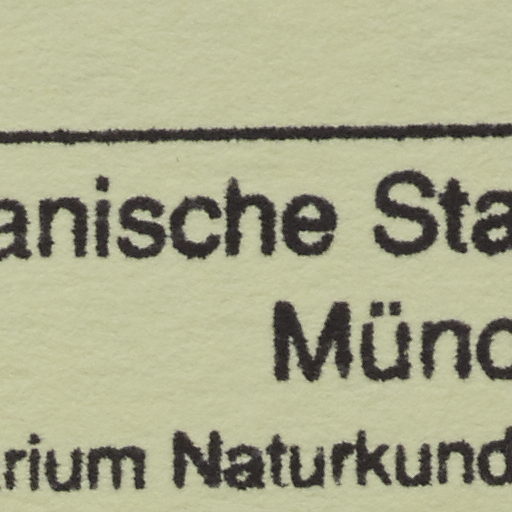 anische Sta
Münc
rium Naturkund